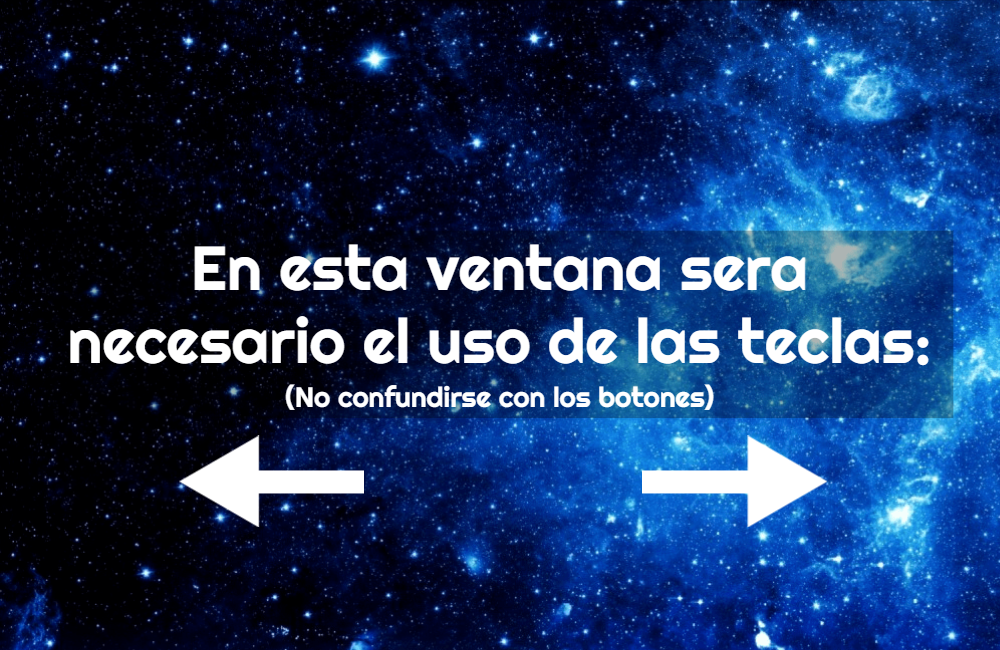 En esta ventana sera
necesario el uso de las teclas:
(No confundirse con los botones)